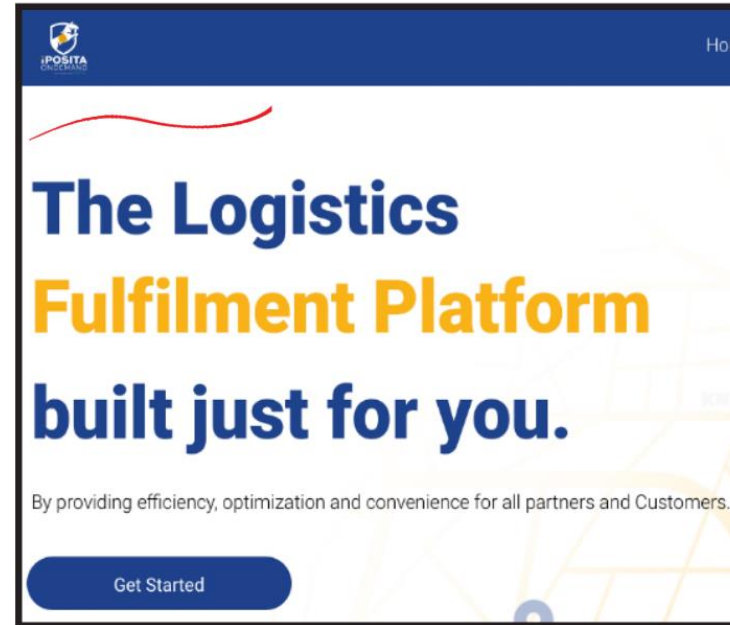 iPOSITA
ONDEMAND
Ho
The Logistics
Fulfilment Platform
built just for you.
By providing efficiency, optimization and convenience for all partners and Customers.
Get Started